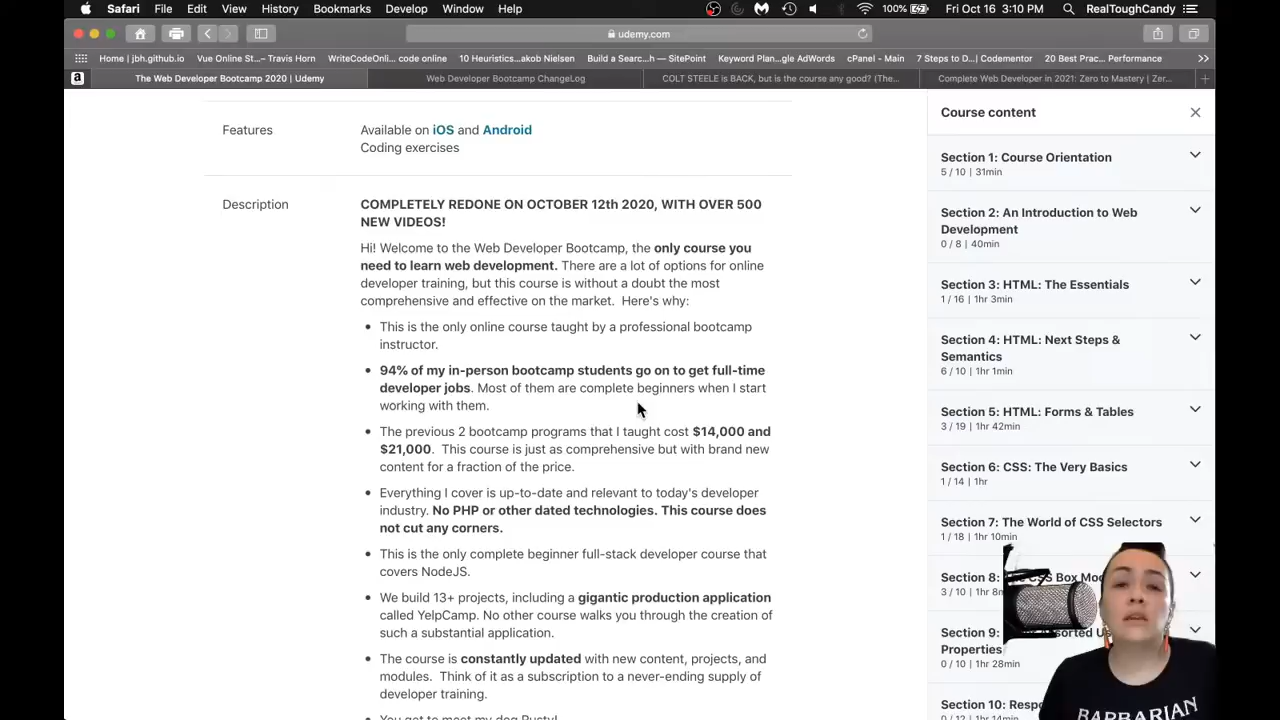 Safari File Edit View History Bookmarks Develop Window Help 100% Fri Oct 16 3:10 PM RealToughCandy
udemy.com
Home | jbh.github.io Vue Online St...– Travis Horn WriteCodeOnli... code online 10 Heuristics...akob Nielsen Build a Searc...h — SitePoint Keyword Plan...gle AdWords cPanel - Main 7 Steps to D...| Codementor 20 Best Prac... Performance
The Web Developer Bootcamp 2020 | Udemy Web Developer Bootcamp ChangeLog COLT STEELE is BACK, but is the course any good? (The... Complete Web Developer in 2021: Zero to Mastery | Zer...
Features
Available on iOS and Android
Coding exercises
Description
COMPLETELY REDONE ON OCTOBER 12th 2020, WITH OVER 500
NEW VIDEOS!
Hi! Welcome to the Web Developer Bootcamp, the only course you
need to learn web development. There are a lot of options for online
developer training, but this course is without a doubt the most
comprehensive and effective on the market. Here's why:
• This is the only online course taught by a professional bootcamp
instructor.
• 94% of my in-person bootcamp students go on to get full-time
developer jobs. Most of them are complete beginners when I start
working with them.
• The previous 2 bootcamp programs that I taught cost $14,000 and
$21,000. This course is just as comprehensive but with brand new
content for a fraction of the price.
• Everything I cover is up-to-date and relevant to today's developer
industry. No PHP or other dated technologies. This course does
not cut any corners.
• This is the only complete beginner full-stack developer course that
covers NodeJS.
• We build 13+ projects, including a gigantic production application
called YelpCamp. No other course walks you through the creation of
such a substantial application.
• The course is constantly updated with new content, projects, and
modules. Think of it as a subscription to a never-ending supply of
developer training.
• You get to meet my dog Rusty!
Course content
Section 1: Course Orientation
5 / 10 | 31min
Section 2: An Introduction to Web
Development
0 / 8 | 40min
Section 3: HTML: The Essentials
1 / 16 | 1hr 3min
Section 4: HTML: Next Steps &
Semantics
6 / 10 | 1hr 1min
Section 5: HTML: Forms & Tables
3 / 19 | 1hr 42min
Section 6: CSS: The Very Basics
1 / 14 | 1hr
Section 7: The World of CSS Selectors
1 / 18 | 1hr 10min
Section 8: CSS Box
3 / 10 | 1hr
Section 9:
Properties
0 / 10 | 1hr 28min
Section 10:
0 / 12 | 1hr 14min
BARBARIAN